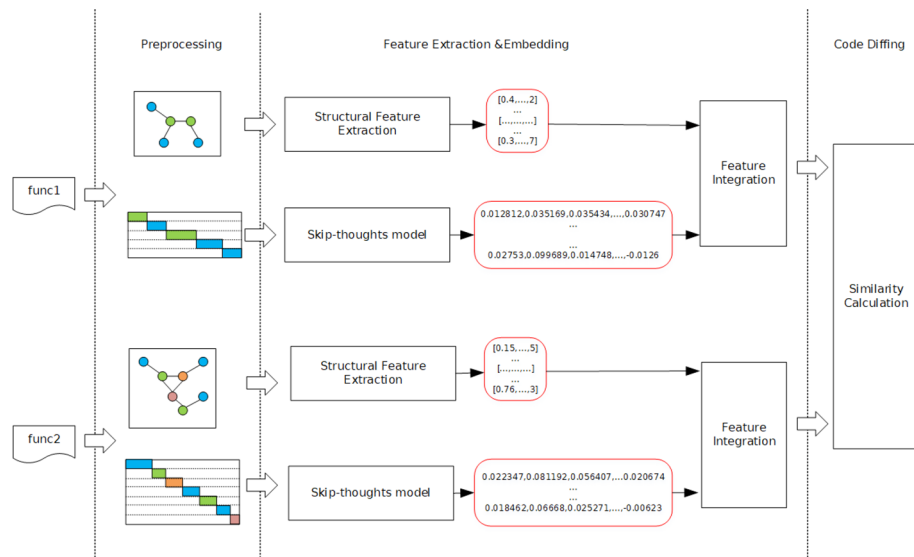 Preprocessing
Feature Extraction &Embedding
Code Diffing
func1
Structural Feature
Extraction
[0.4,...,2]
...
[...,...,...]
...
[0.3,...,7]
Feature
Integration
Skip-thoughts model
0.012812,0.035169,0.035434,...,0.030747
...
...
0.02753,0.099689,0.014748,...,-0.0126
Similarity
Calculation
func2
Structural Feature
Extraction
[0.15,...,5]
...
[...,...,...]
...
[0.76,...,3]
Feature
Integration
Skip-thoughts model
0.022347,0.081192,0.056407,...0.020674
...
...
0.018462,0.06668,0.025271,...,-0.00623